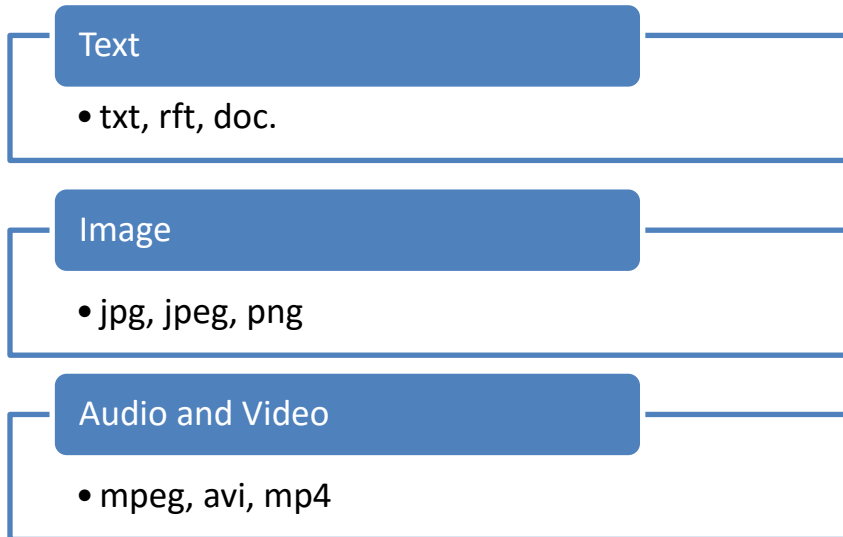 Text
• txt, rft, doc.
Image
• jpg, jpeg, png
Audio and Video
• mpeg, avi, mp4